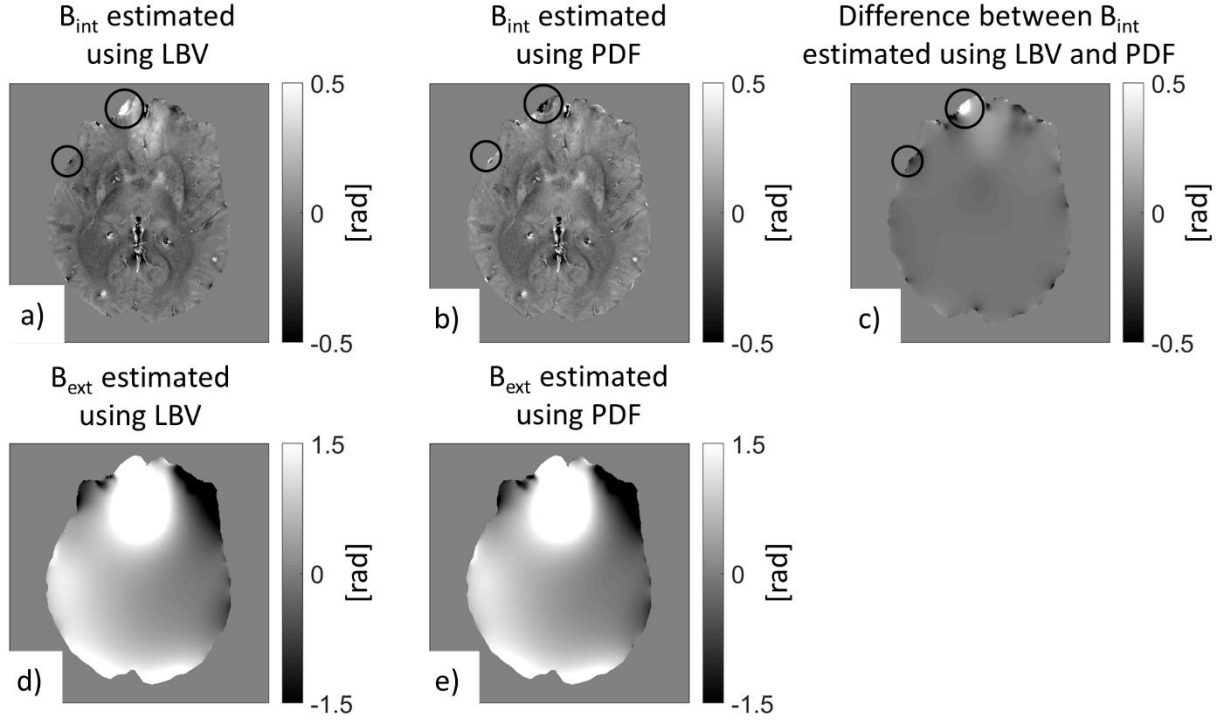 B_int estimated
using LBV
B_int estimated
using PDF
Difference between B_int
estimated using LBV and PDF
0.5
0
-0.5
[rad]
a)
0.5
0
-0.5
[rad]
b)
0.5
0
-0.5
[rad]
c)
B_ext estimated
using LBV
B_ext estimated
using PDF
1.5
0
-1.5
[rad]
d)
1.5
0
-1.5
[rad]
e)